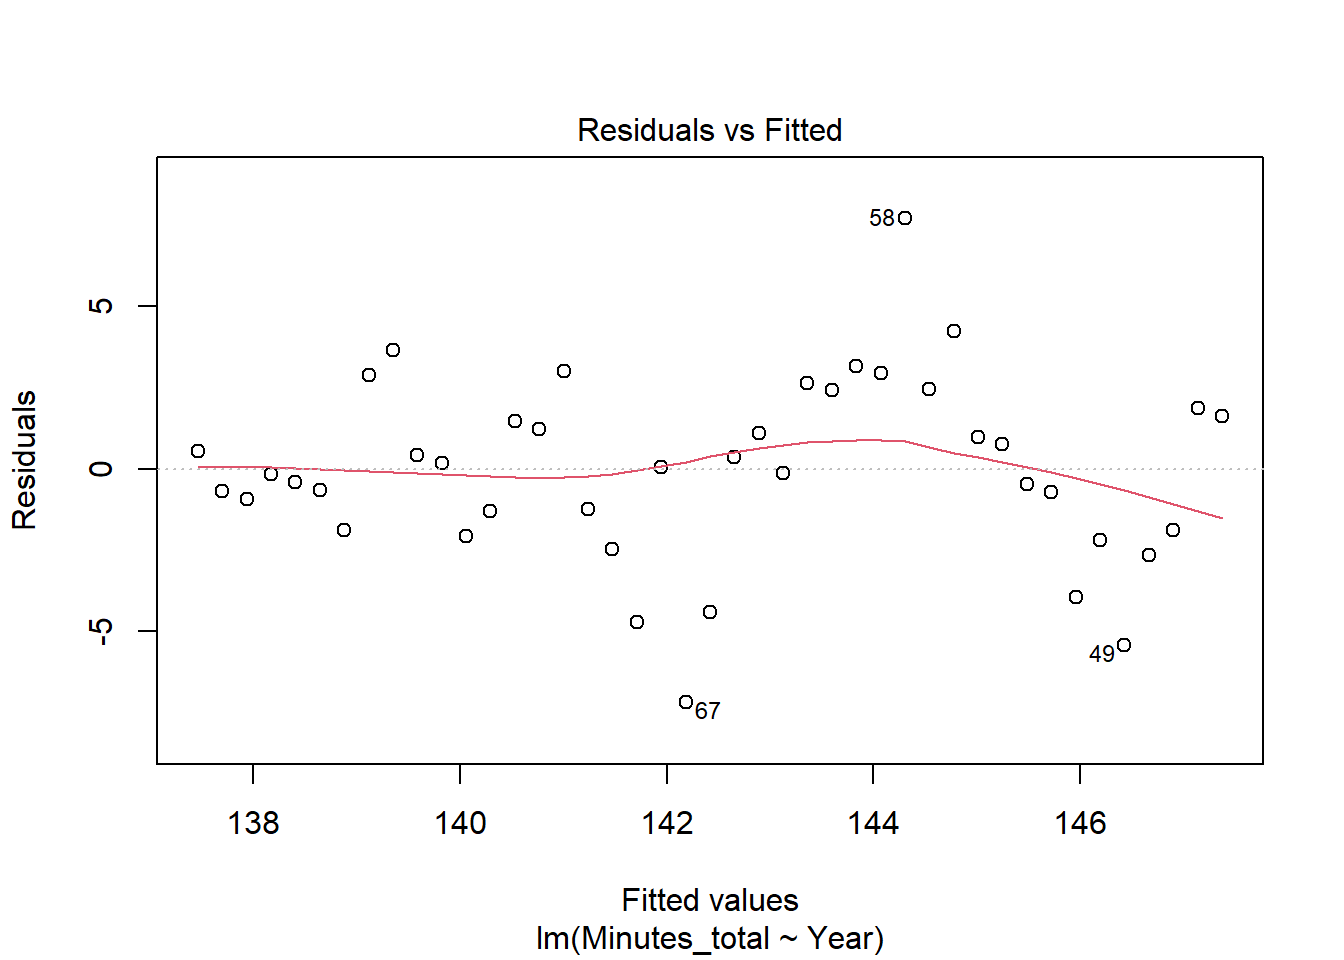 Residuals vs Fitted
Residuals
5
0
-5
58
67
49
138 140 142 144 146
Fitted values
lm(Minutes_total ~ Year)